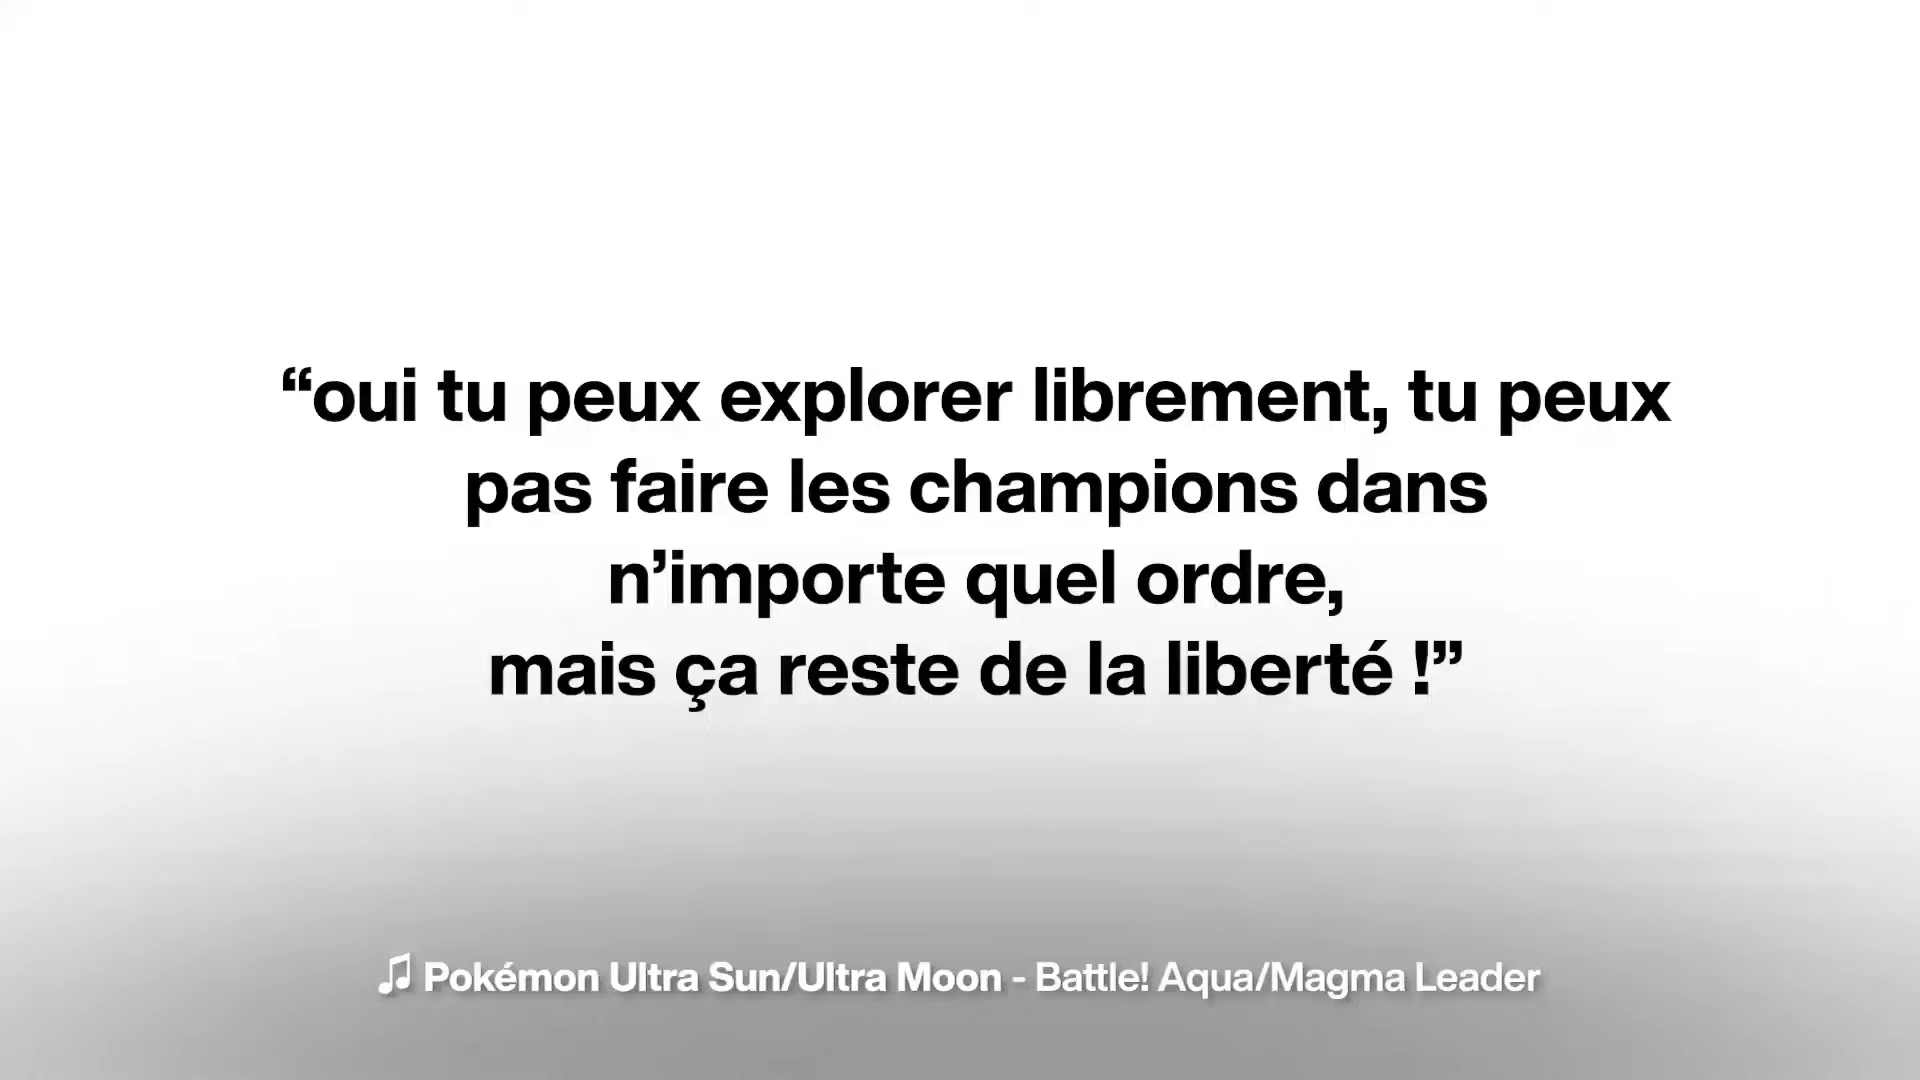 “oui tu peux explorer librement, tu peux
pas faire les champions dans
n’importe quel ordre,
mais ça reste de la liberté !”
♫ Pokémon Ultra Sun/Ultra Moon - Battle! Aqua/Magma Leader